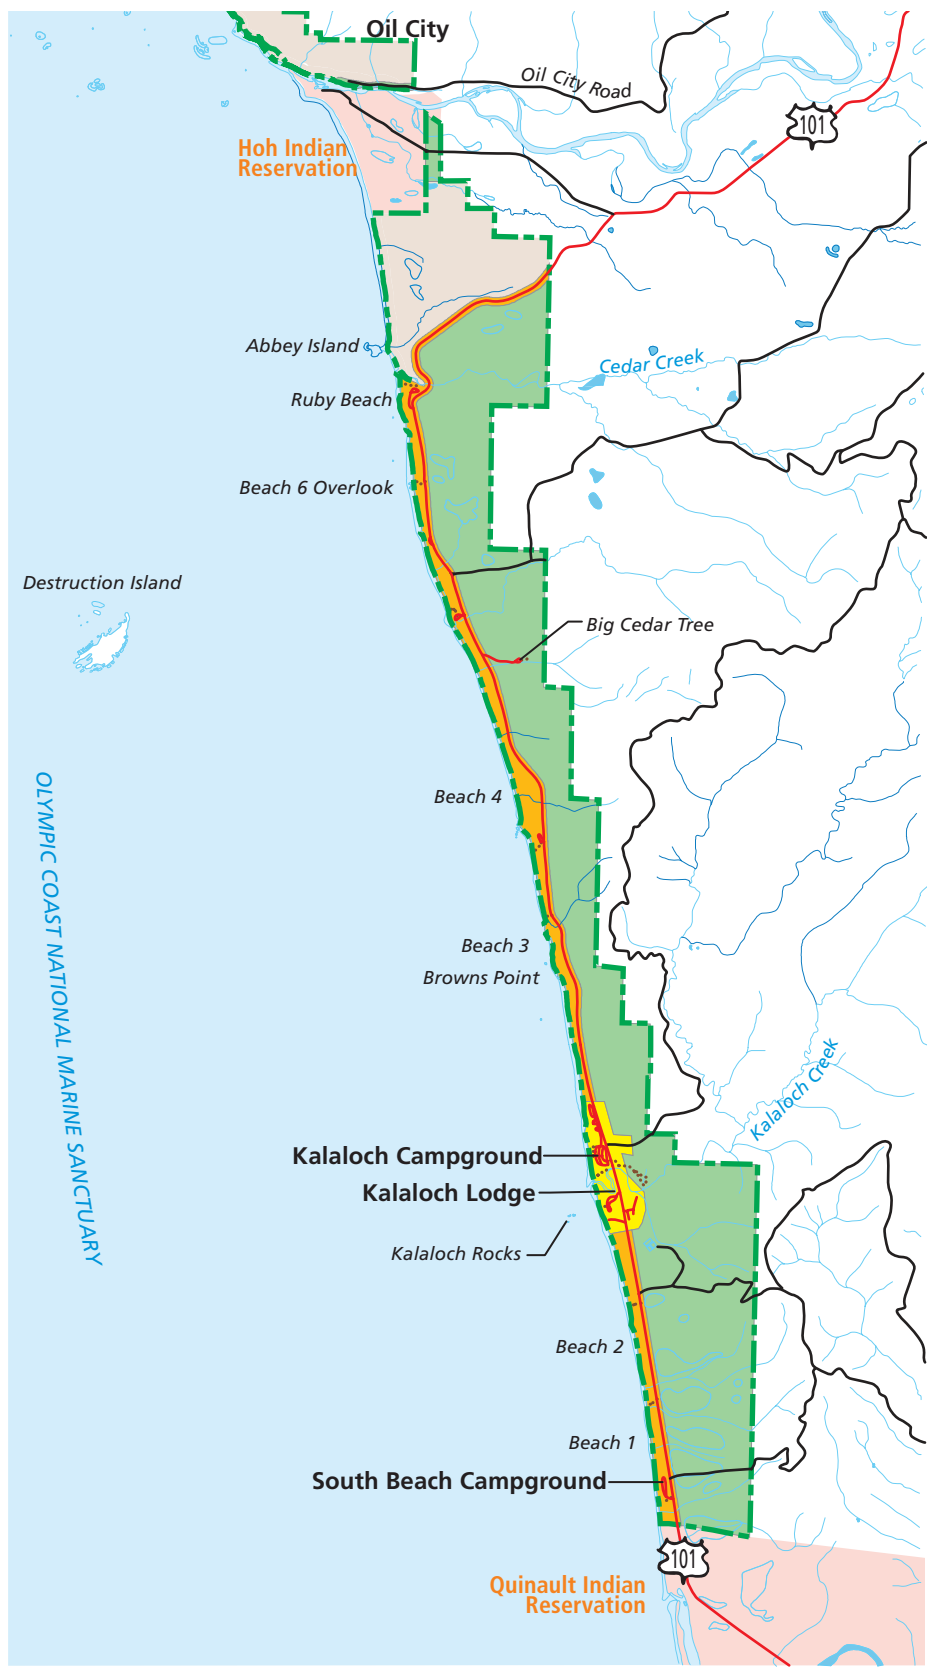 Oil City
Oil City Road
101
Hoh Indian
Reservation
Abbey Island
Cedar Creek
Ruby Beach
Beach 6 Overlook
Destruction Island
Big Cedar Tree
OLYMPIC COAST NATIONAL MARINE SANCTUARY
Beach 4
Beach 3
Browns Point
Kalaloch Creek
Kalaloch Campground
Kalaloch Lodge
Kalaloch Rocks
Beach 2
Beach 1
South Beach Campground
101
Quinault Indian
Reservation